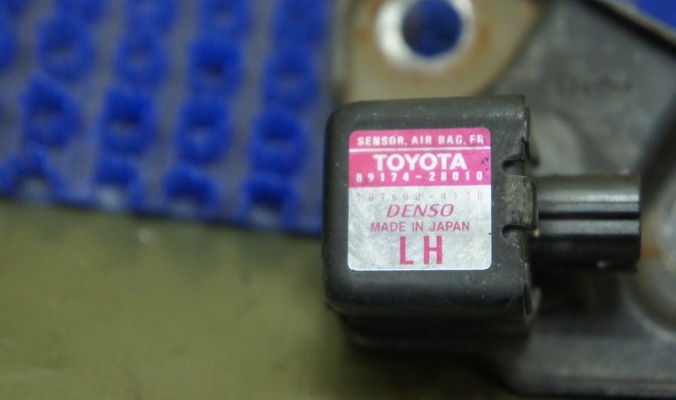 SENSOR, AIR BAG, FR
TOYOTA
89174-28010
DENSO
MADE IN JAPAN
LH